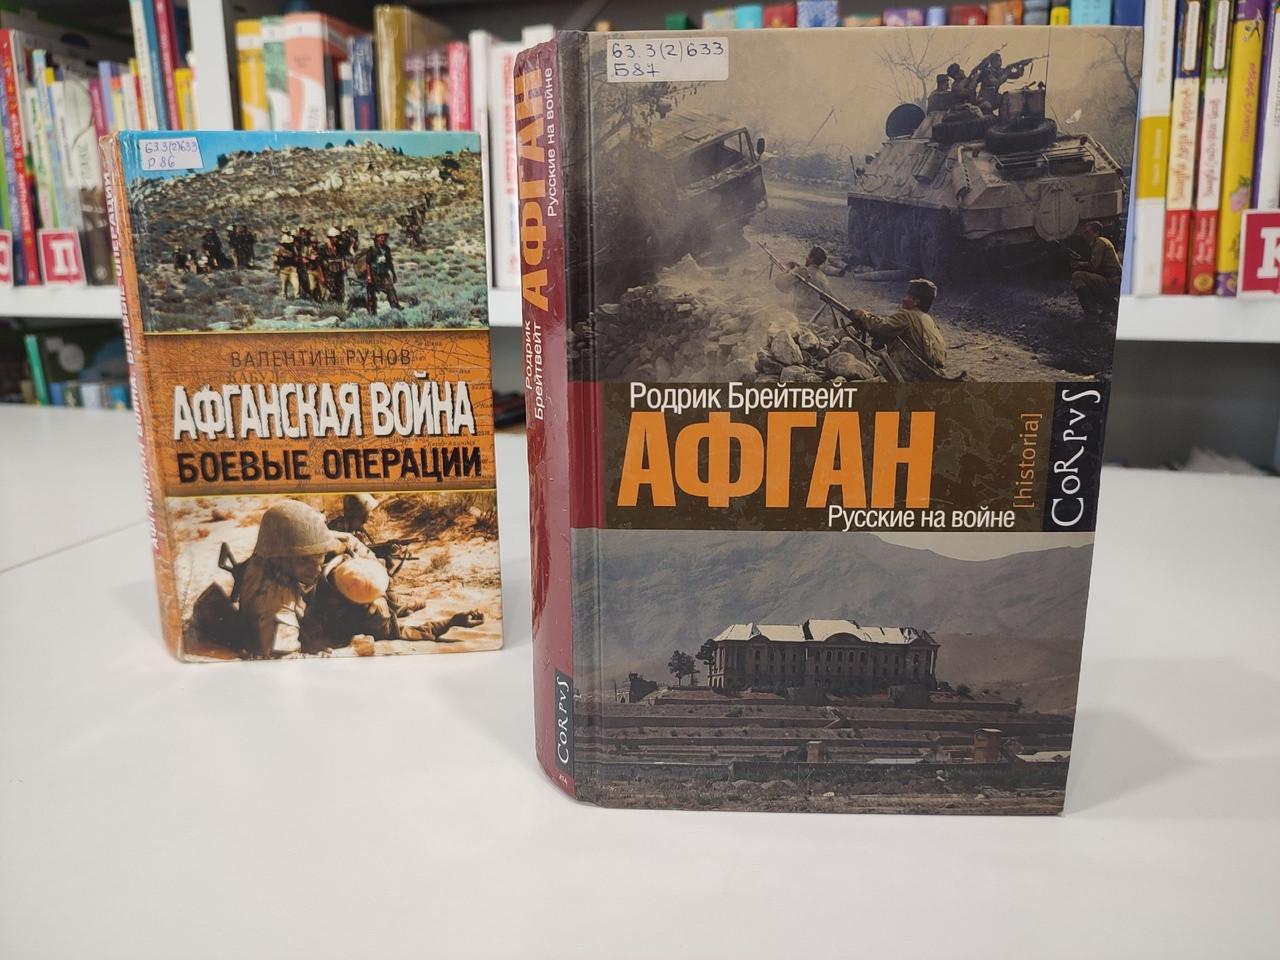 63.3(2)633
Р86
ВАЛЕНТИН РУНОВ
АФГАНСКАЯ ВОЙНА
БОЕВЫЕ ОПЕРАЦИИ
Родрик
Брейтвейт
АФГАН
Русские на войне
CORPVS
63.3(2)633
Б87
Родрик Брейтвейт
АФГАН
Русские на войне
[historia]
CORPVS
П